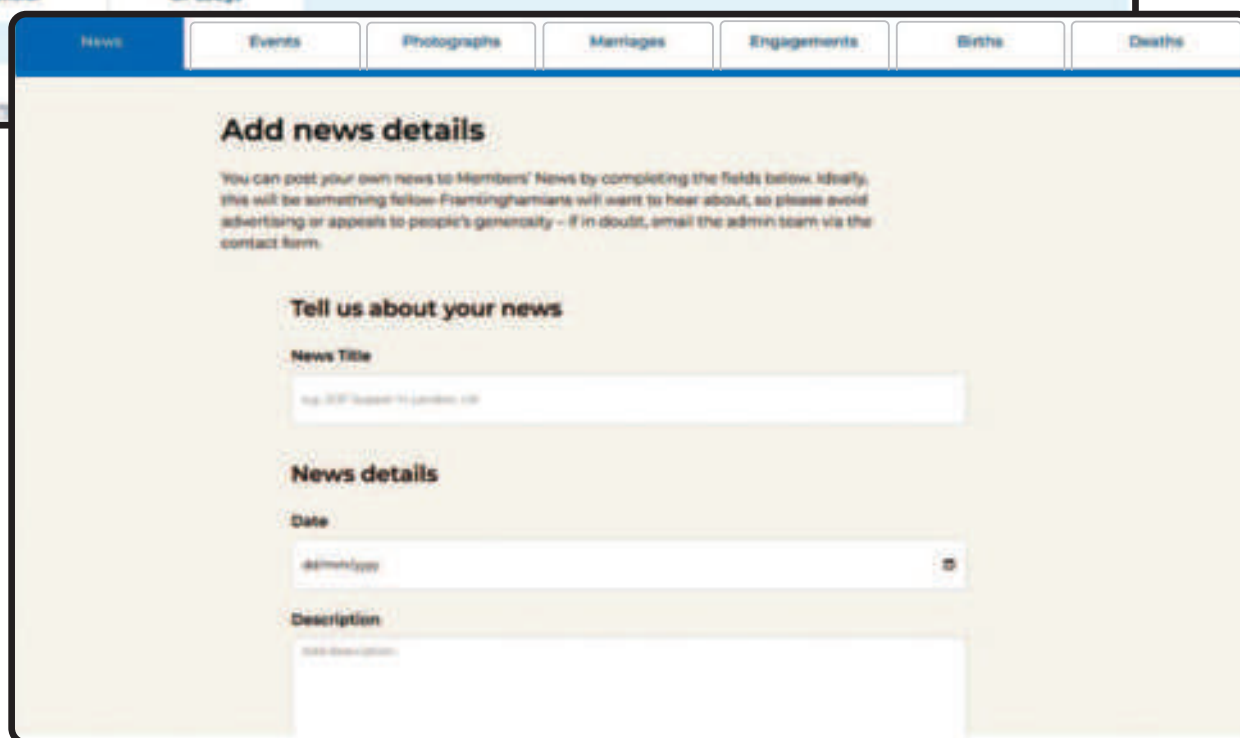 News Events Photographs Marriages Engagements Births Deaths
Add news details
You can post your own news to Members' News by completing the fields below. Ideally,
this will be something fellow Framlinghamians will want to hear about, so please avoid
advertising or appeals to people's generosity – if in doubt, email the admin team via the
contact form.
Tell us about your news
News Title
News details
Date
dd/mm/yyyy
Description
Add description